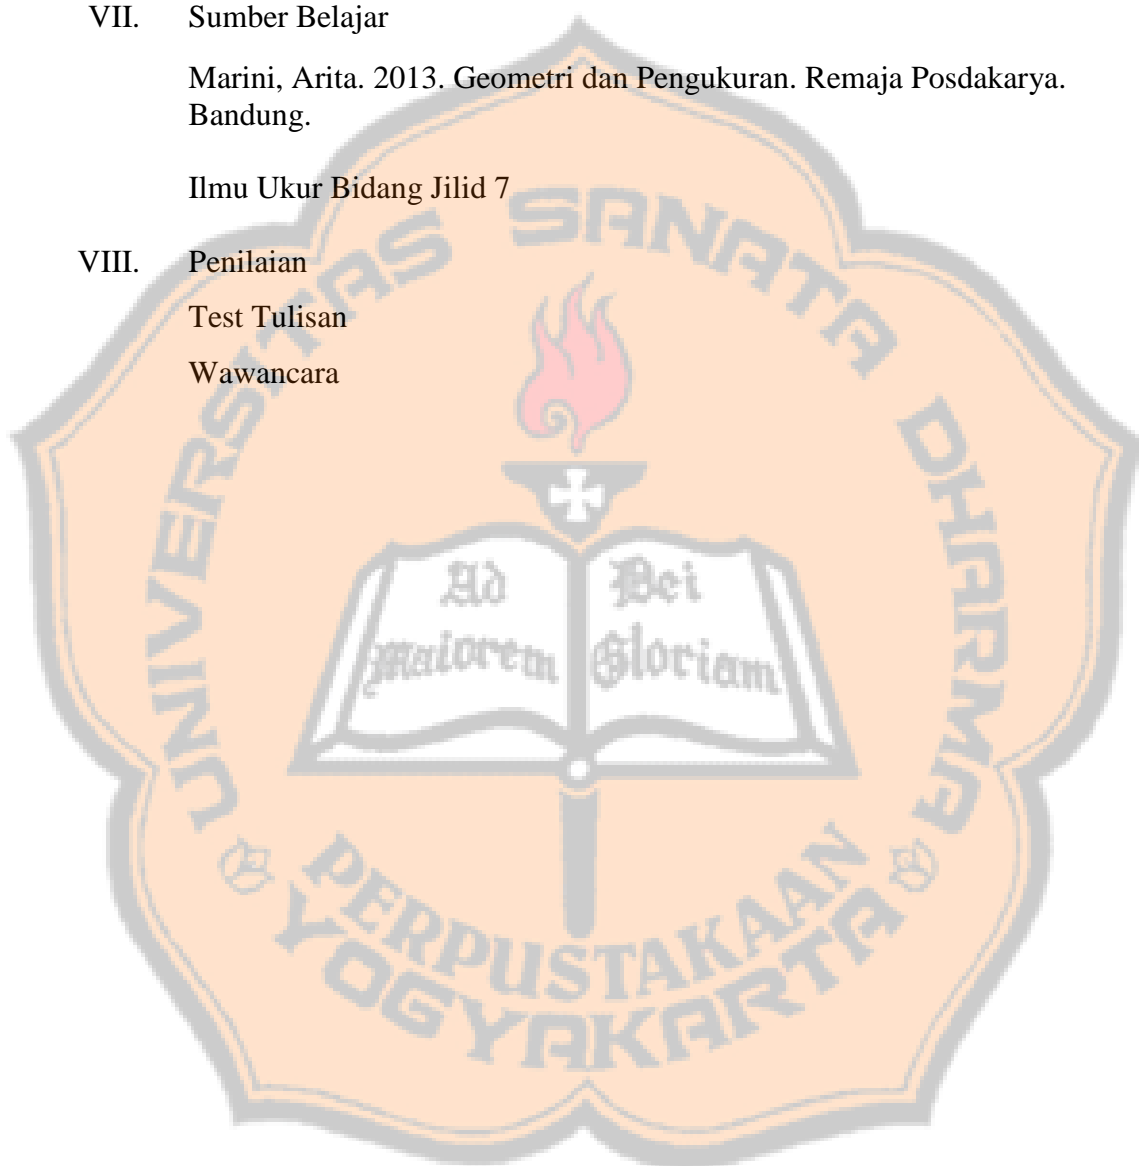 VII. Sumber Belajar
Marini, Arita. 2013. Geometri dan Pengukuran. Remaja Posdakarya.
Bandung.
Ilmu Ukur Bidang Jilid 7
VIII. Penilaian
Test Tulisan
Wawancara
UNIVERSITAS SANATA DHARMA
Ad Dei
Maiorem Gloriam
PERPUSTAKAAN
YOGYAKARTA